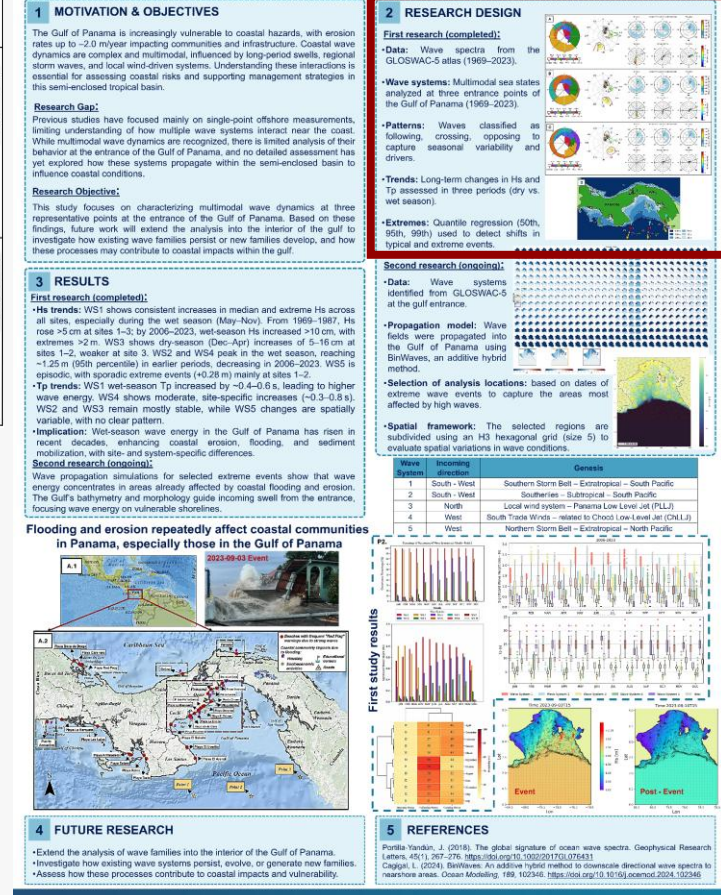 1 MOTIVATION & OBJECTIVES
The Gulf of Panama is increasingly vulnerable to coastal hazards, with erosion
rates up to –2.0 m/year impacting communities and infrastructure. Coastal wave
dynamics are complex and multimodal, influenced by long-period swells, regional
storm waves, and local wind-driven systems. Understanding these interactions is
essential for assessing coastal risks and supporting management strategies in
this semi-enclosed tropical basin.
Research Gap:
Previous studies have focused mainly on single-point offshore measurements,
limiting understanding of how multiple wave systems interact near the coast.
While multimodal wave dynamics are recognized, there is limited analysis of their
behavior at the entrance of the Gulf of Panama, and no detailed assessment has
yet explored how these systems propagate within the semi-enclosed basin to
influence coastal conditions.
Research Objective:
This study focuses on characterizing multimodal wave dynamics at three
representative points at the entrance of the Gulf of Panama. Based on these
findings, future work will extend the analysis into the interior of the gulf to
investigate how existing wave families persist or new families develop, and how
these processes may contribute to coastal impacts within the gulf.
2 RESEARCH DESIGN
First research (completed):
•Data: Wave spectra from the
GLOSWAC-5 atlas (1969–2023).
•Wave systems: Multimodal sea states
analyzed at three entrance points of
the Gulf of Panama (1969–2023).
•Patterns: Waves classified as
following, crossing, opposing to
capture seasonal variability and
drivers.
•Trends: Long-term changes in Hs and
Tp assessed in three periods (dry vs.
wet season).
•Extremes: Quantile regression (50th,
95th, 99th) used to detect shifts in
typical and extreme events.
Second research (ongoing):
•Data: Wave systems
identified from GLOSWAC-5
at the gulf entrance.
•Propagation model: Wave
fields were propagated into
the Gulf of Panama using
BinWaves, an additive hybrid
method.
•Selection of analysis locations: based on dates of
extreme wave events to capture the areas most
affected by high waves.
•Spatial framework: The selected regions are
subdivided using an H3 hexagonal grid (size 5) to
evaluate spatial variations in wave conditions.
3 RESULTS
First research (completed):
•Hs trends: WS1 shows consistent increases in median and extreme Hs across
all sites, especially during the wet season (May–Nov). From 1969–1987, Hs
rose >5 cm at sites 1–3; by 2006–2023, wet-season Hs increased >10 cm, with
extremes >2 m. WS3 shows dry-season (Dec–Apr) increases of 5–16 cm at
sites 1–2, weaker at site 3. WS2 and WS4 peak in the wet season, reaching
~1.25 m (95th percentile) in earlier periods, decreasing in 2006–2023. WS5 is
episodic, with sporadic extreme events (+0.28 m) mainly at sites 1–2.
•Tp trends: WS1 wet-season Tp increased by ~0.4–0.6 s, leading to higher
wave energy. WS4 shows moderate, site-specific increases (~0.3–0.8 s).
WS2 and WS3 remain mostly stable, while WS5 changes are spatially
variable, with no clear pattern.
•Implication: Wet-season wave energy in the Gulf of Panama has risen in
recent decades, enhancing coastal erosion, flooding, and sediment
mobilization, with site- and system-specific differences.
Second research (ongoing):
Wave propagation simulations for selected extreme events show that wave
energy concentrates in areas already affected by coastal flooding and erosion.
The Gulf's bathymetry and morphology guide incoming swell from the entrance,
focusing wave energy on vulnerable shorelines.
Wave System Incoming direction Genesis
1 South - West Southern Storm Belt – Extratropical – South Pacific
2 South - West Southerlies – Subtropical – South Pacific
3 North Local wind system – Panama Low Level Jet (PLLJ)
4 West South Trade Winds – related to Chocó Low-Level Jet (ChLLJ)
5 West Northern Storm Belt – Extratropical – North Pacific
Flooding and erosion repeatedly affect coastal communities
in Panama, especially those in the Gulf of Panama
A.1
2023-09-03 Event
A.2
Caribbean Sea
Pacific Ocean
P2.
First study results
Event
Post - Event
4 FUTURE RESEARCH
•Extend the analysis of wave families into the interior of the Gulf of Panama.
•Investigate how existing wave systems persist, evolve, or generate new families.
•Assess how these processes contribute to coastal impacts and vulnerability.
5 REFERENCES
Portilla-Yandún, J. (2018). The global signature of ocean wave spectra. Geophysical Research
Letters, 45(1), 267–276. https://doi.org/10.1002/2017GL076431
Cagigal, L. (2024). BinWaves: An additive hybrid method to downscale directional wave spectra to
nearshore areas. Ocean Modelling, 189, 102346. https://doi.org/10.1016/j.ocemod.2024.102346